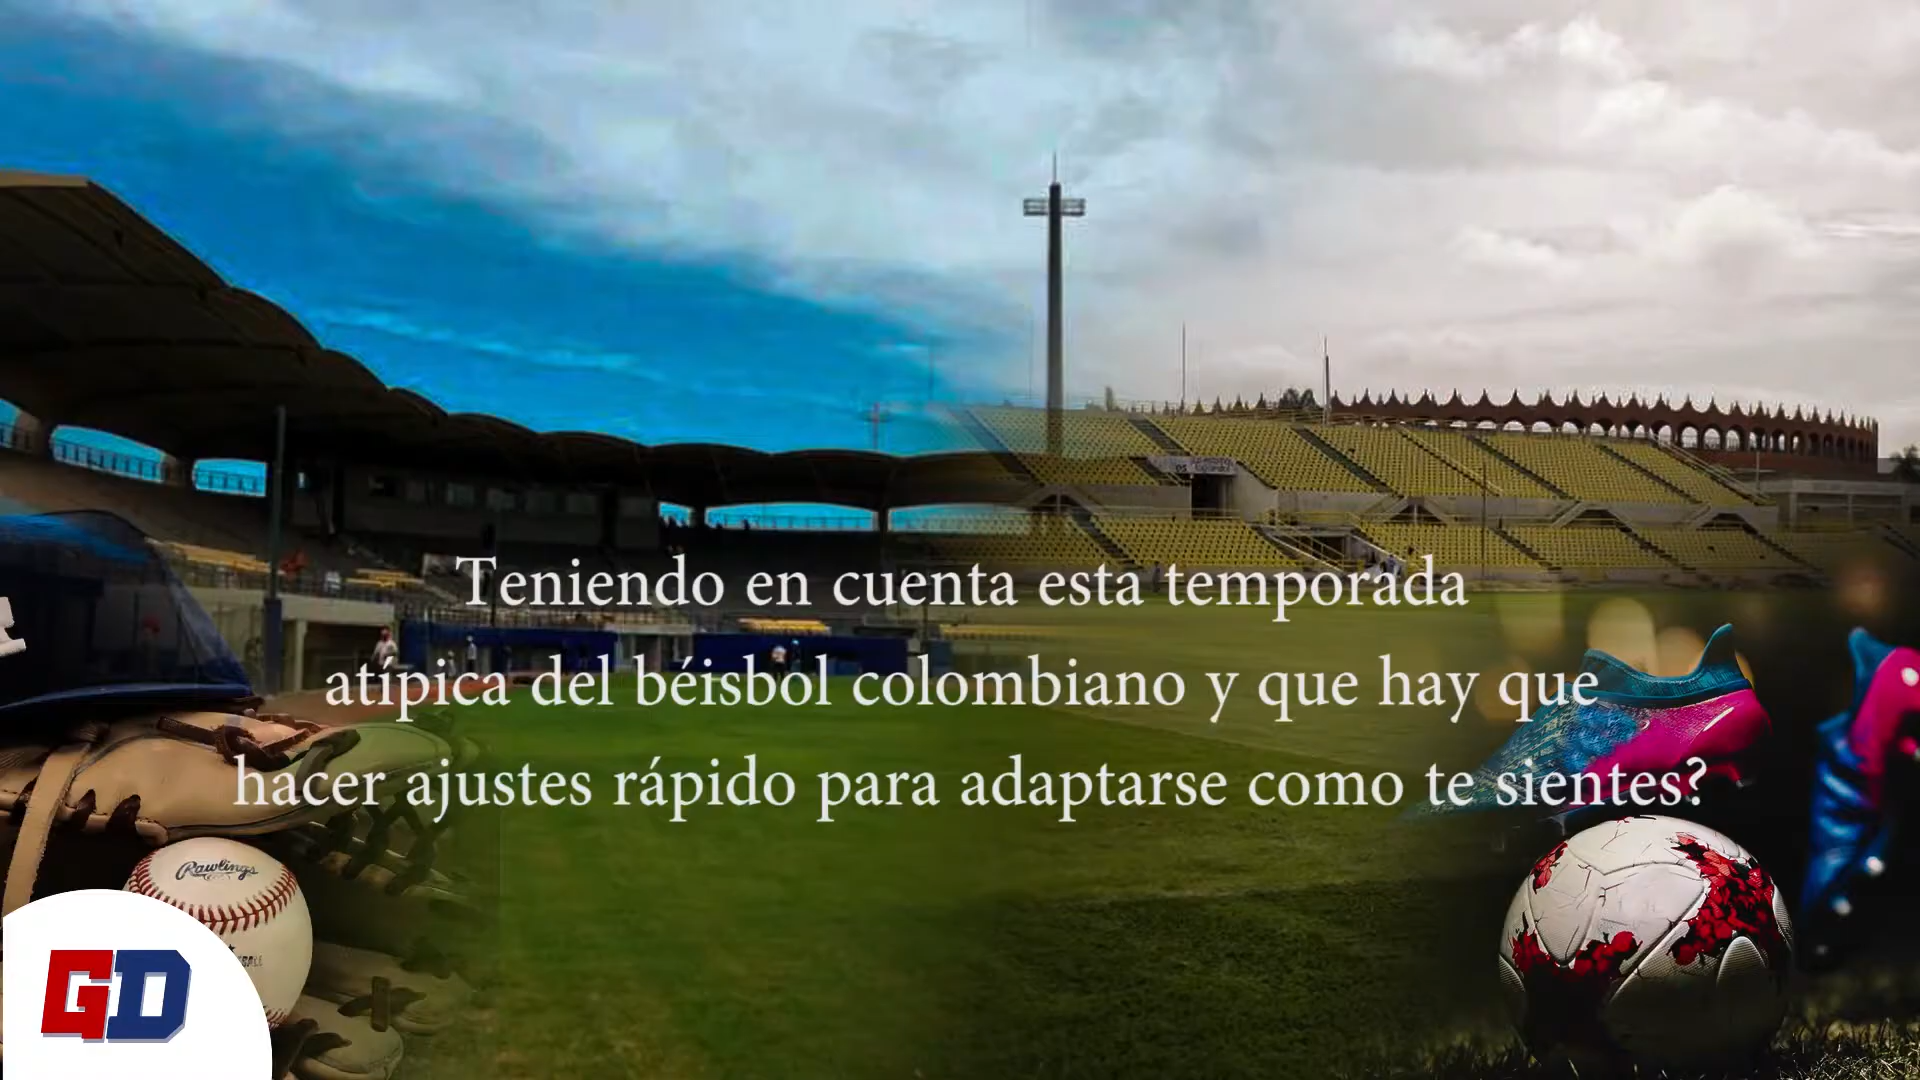 Teniendo en cuenta esta temporada
atípica del béisbol colombiano y que hay que
hacer ajustes rápido para adaptarse como te sientes?
Rawlings
GD